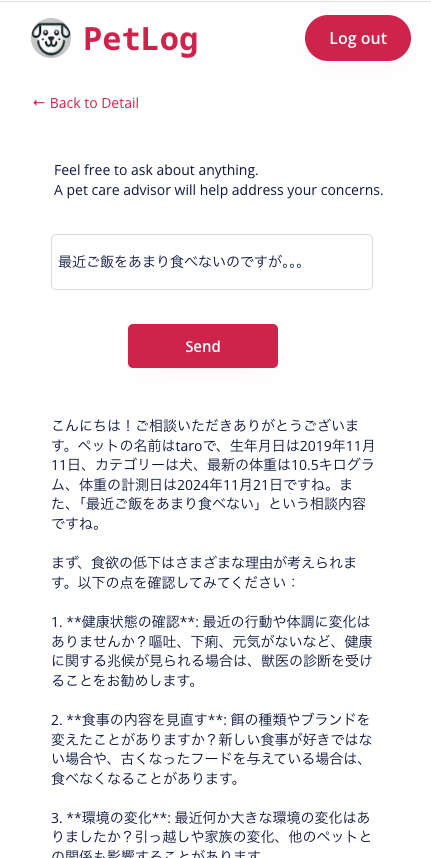 PetLog
Log out
← Back to Detail
Feel free to ask about anything.
A pet care advisor will help address your concerns.
最近ご飯をあまり食べないのですが。。。
Send
こんにちは！ご相談いただきありがとうございま
す。ペットの名前はtaroで、生年月日は2019年11月
11日、カテゴリーは犬、最新の体重は10.5キログラ
ム、体重の計測日は2024年11月21日ですね。ま
た、「最近ご飯をあまり食べない」という相談内容
ですね。
まず、食欲の低下はさまざまな理由が考えられま
す。以下の点を確認してみてください：
1. **健康状態の確認**: 最近の行動や体調に変化は
ありませんか？嘔吐、下痢、元気がないなど、健康
に関する兆候が見られる場合は、獣医の診断を受け
ることをお勧めします。
2. **食事の内容を見直す**: 餌の種類やブランドを
変えたことがありますか？新しい食事が好きではな
い場合や、古くなったフードを与えている場合は、
食べなくなることがあります。
3. **環境の変化**: 最近何か大きな環境の変化はあ
りましたか？引っ越しや家族の変化、他のペットと
の関係も影響することがあります